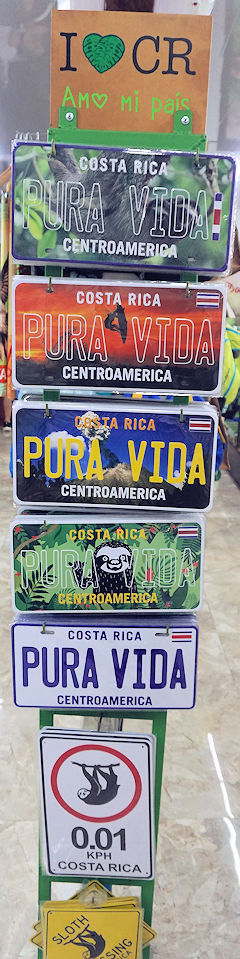 I CR
Amo mi país
COSTA RICA
PURA VIDA
CENTROAMERICA
COSTA RICA
PURA VIDA
CENTROAMERICA
COSTA RICA
PURA VIDA
CENTROAMERICA
COSTA RICA
PURA VIDA
CENTROAMERICA
COSTA RICA
PURA VIDA
CENTROAMERICA
0.01
KPH
COSTA RICA
SLOTH
CROSSING